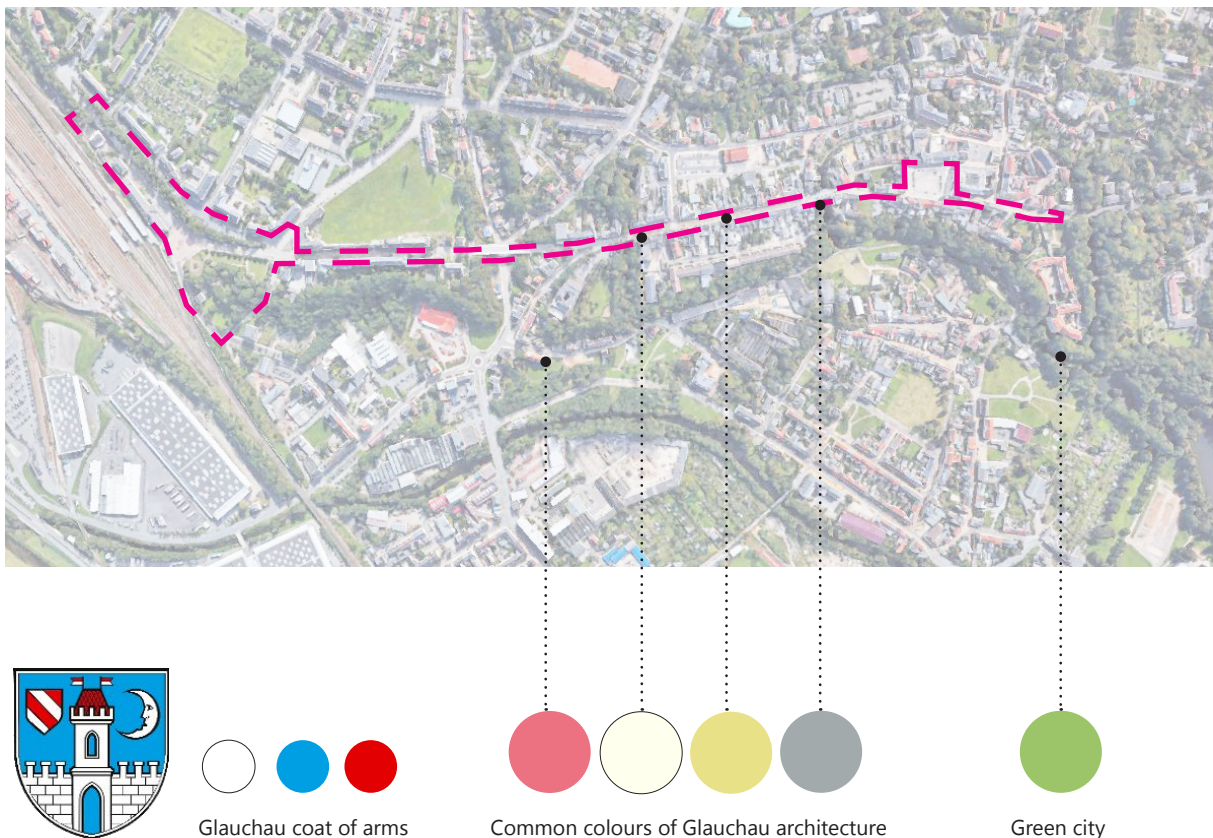 Glauchau coat of arms
Common colours of Glauchau architecture
Green city